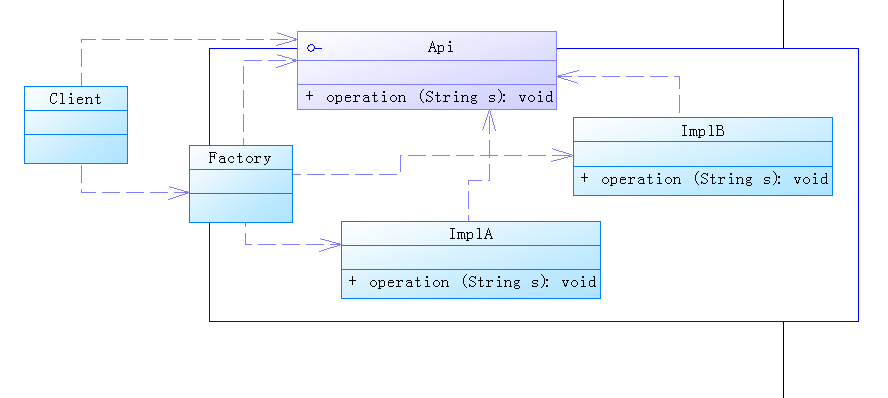 Api
+ operation (String s): void
Client
ImplB
+ operation (String s): void
Factory
ImplA
+ operation (String s): void